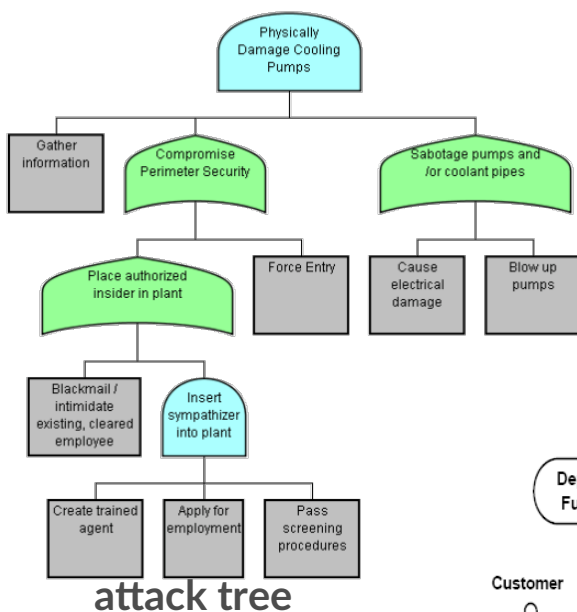 Physically
Damage Cooling
Pumps
Gather
information
Compromise
Perimeter Security
Sabotage pumps and
/or coolant pipes
Place authorized
insider in plant
Force Entry
Cause
electrical
damage
Blow up
pumps
Blackmail /
intimidate
existing, cleared
employee
Insert
sympathizer
into plant
Create trained
agent
Apply for
employment
Pass
screening
procedures
attack tree
Customer